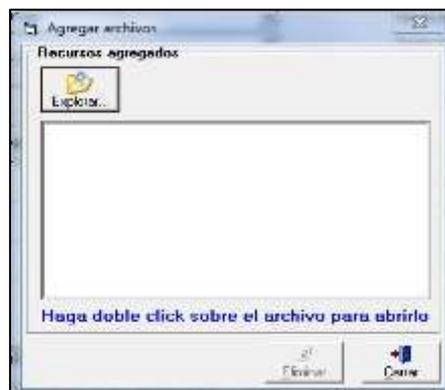 Agregar archivos
Recursos agregados
Explorar...
Haga doble click sobre el archivo para abrirlo
Eliminar
Cerrar